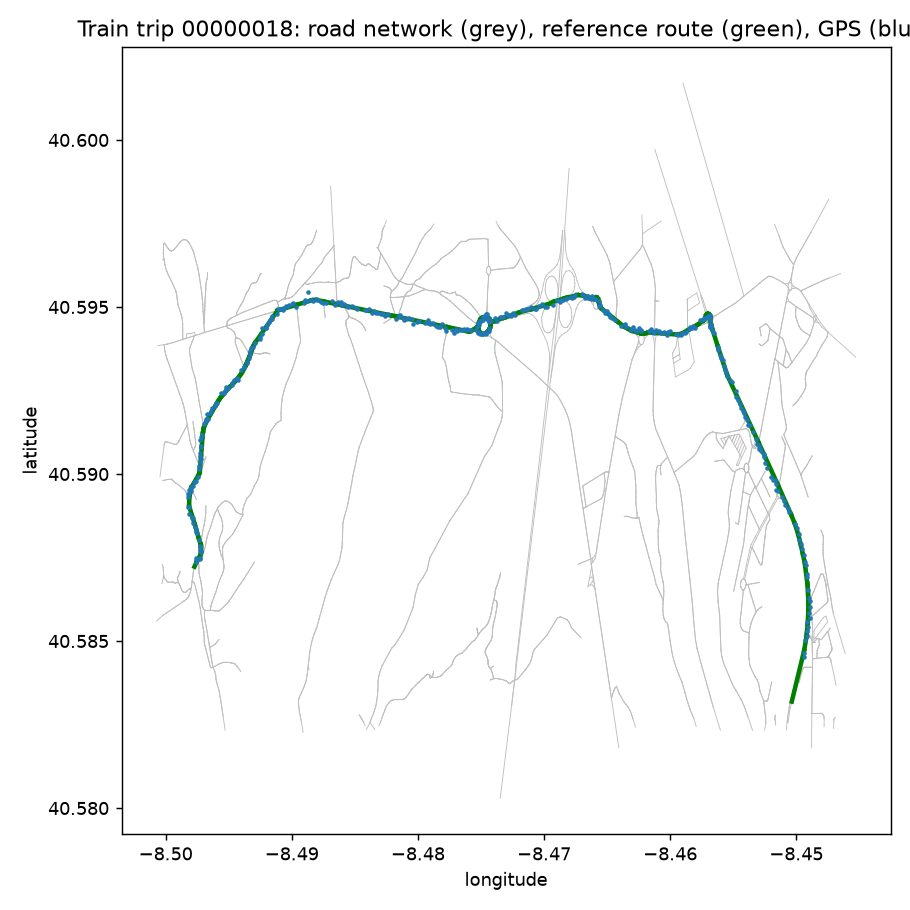 Train trip 00000018: road network (grey), reference route (green), GPS (blu
40.600
40.595
40.590
40.585
40.580
latitude
−8.50 −8.49 −8.48 −8.47 −8.46 −8.45
longitude